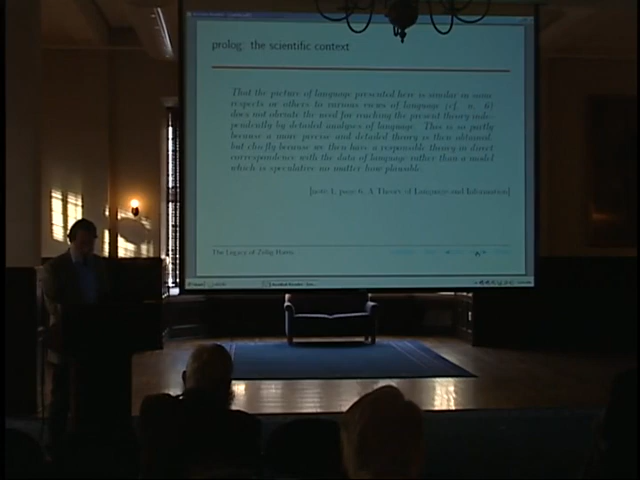 prolog: the scientific context
That the picture of language presented here is similar in some
respects or others to various views of language (cf. n. 6)
does not obviate the need for reaching the present theory inde-
pendently by detailed analyses of language. This is so partly
because a more precise and detailed theory is then obtained,
but chiefly because we then have a responsible theory in direct
correspondence with the data of language rather than a model
which is speculative no matter how plausible.
[note 1, page 6, A Theory of Language and Information]
The Legacy of Zellig Harris